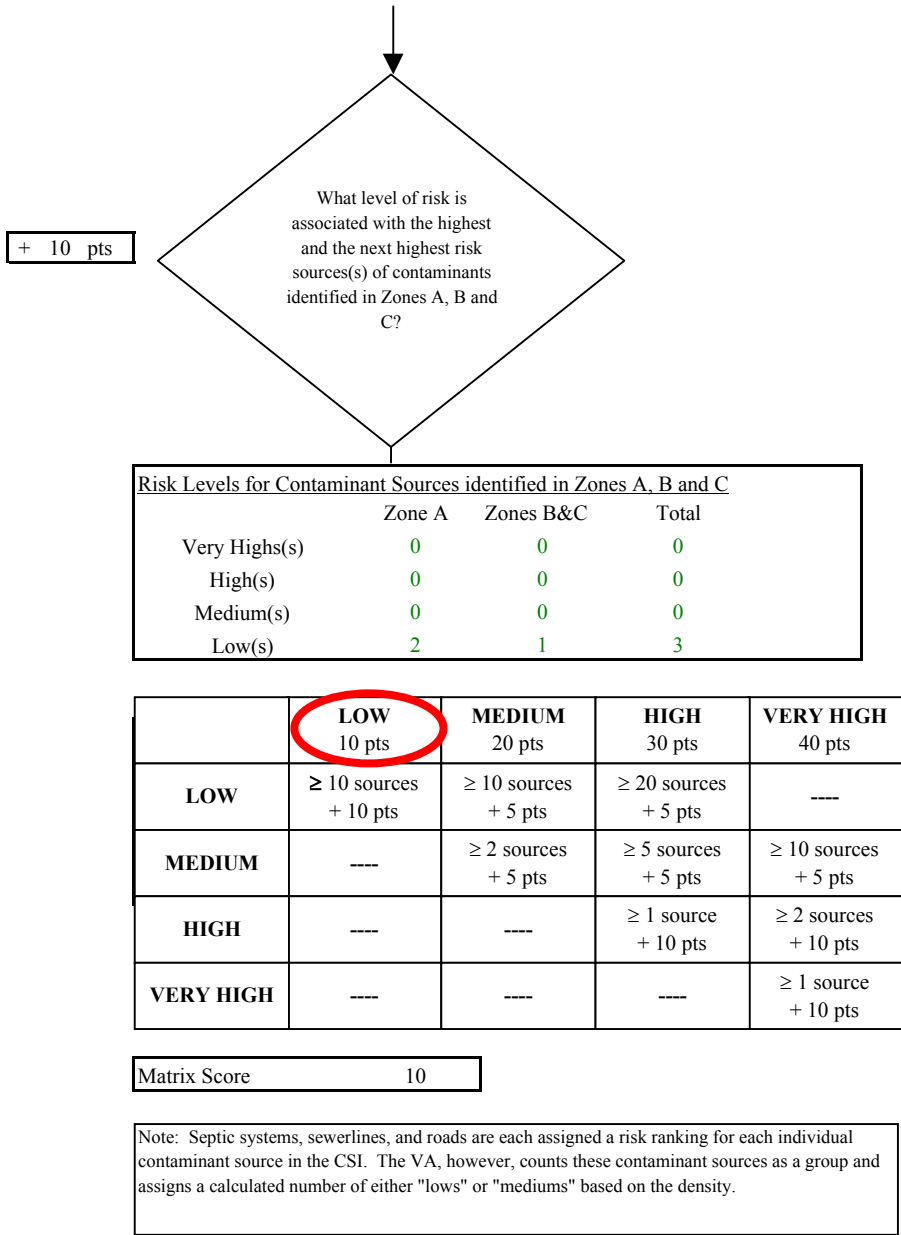 What level of risk is
associated with the highest
and the next highest risk
sources(s) of contaminants
identified in Zones A, B and
C?
+ 10 pts
Risk Levels for Contaminant Sources identified in Zones A, B and C
Zone A Zones B&C Total
Very Highs(s) 0 0 0
High(s) 0 0 0
Medium(s) 0 0 0
Low(s) 2 1 3
LOW MEDIUM HIGH VERY HIGH
10 pts 20 pts 30 pts 40 pts
LOW ≥ 10 sources + 10 pts ≥ 10 sources + 5 pts ≥ 20 sources + 5 pts ----
MEDIUM ---- ≥ 2 sources + 5 pts ≥ 5 sources + 5 pts ≥ 10 sources + 5 pts
HIGH ---- ---- ≥ 1 source + 10 pts ≥ 2 sources + 10 pts
VERY HIGH ---- ---- ---- ≥ 1 source + 10 pts
Matrix Score 10
Note: Septic systems, sewerlines, and roads are each assigned a risk ranking for each individual
contaminant source in the CSI. The VA, however, counts these contaminant sources as a group and
assigns a calculated number of either "lows" or "mediums" based on the density.